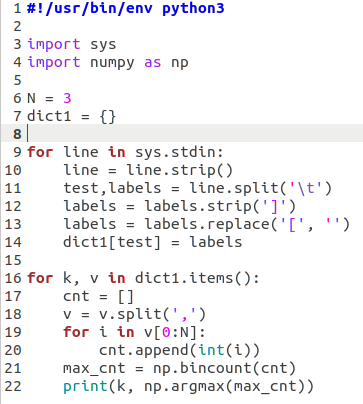 1 #!/usr/bin/env python3
2
3 import sys
4 import numpy as np
5
6 N = 3
7 dict1 = {}
8
9 for line in sys.stdin:
10     line = line.strip()
11     test,labels = line.split('\t')
12     labels = labels.strip(']')
13     labels = labels.replace('[', '')
14     dict1[test] = labels
15
16 for k, v in dict1.items():
17     cnt = []
18     v = v.split(',')
19     for i in v[0:N]:
20         cnt.append(int(i))
21     max_cnt = np.bincount(cnt)
22     print(k, np.argmax(max_cnt))